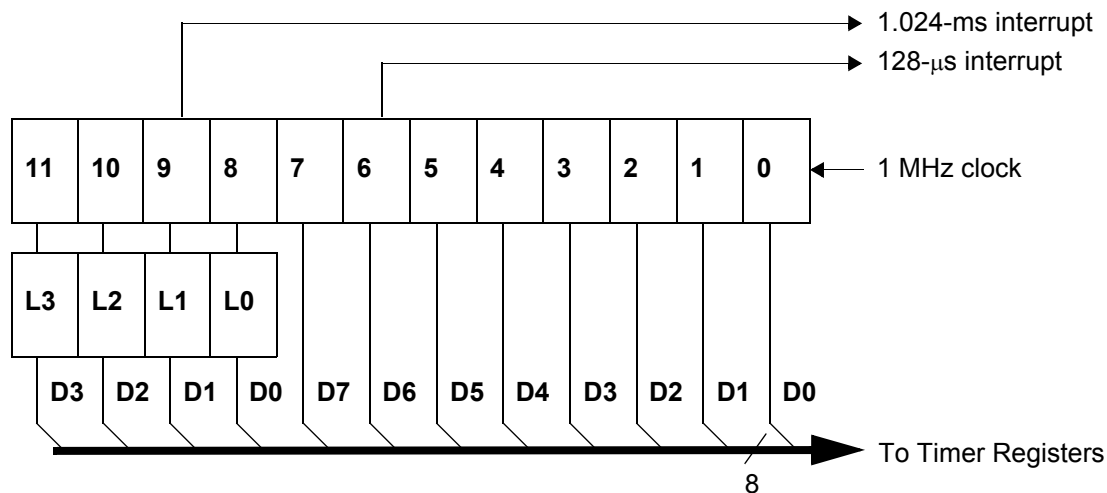 1.024-ms interrupt
128-μs interrupt
11 10 9 8 7 6 5 4 3 2 1 0
1 MHz clock
L3 L2 L1 L0
D3 D2 D1 D0 D7 D6 D5 D4 D3 D2 D1 D0
To Timer Registers
8